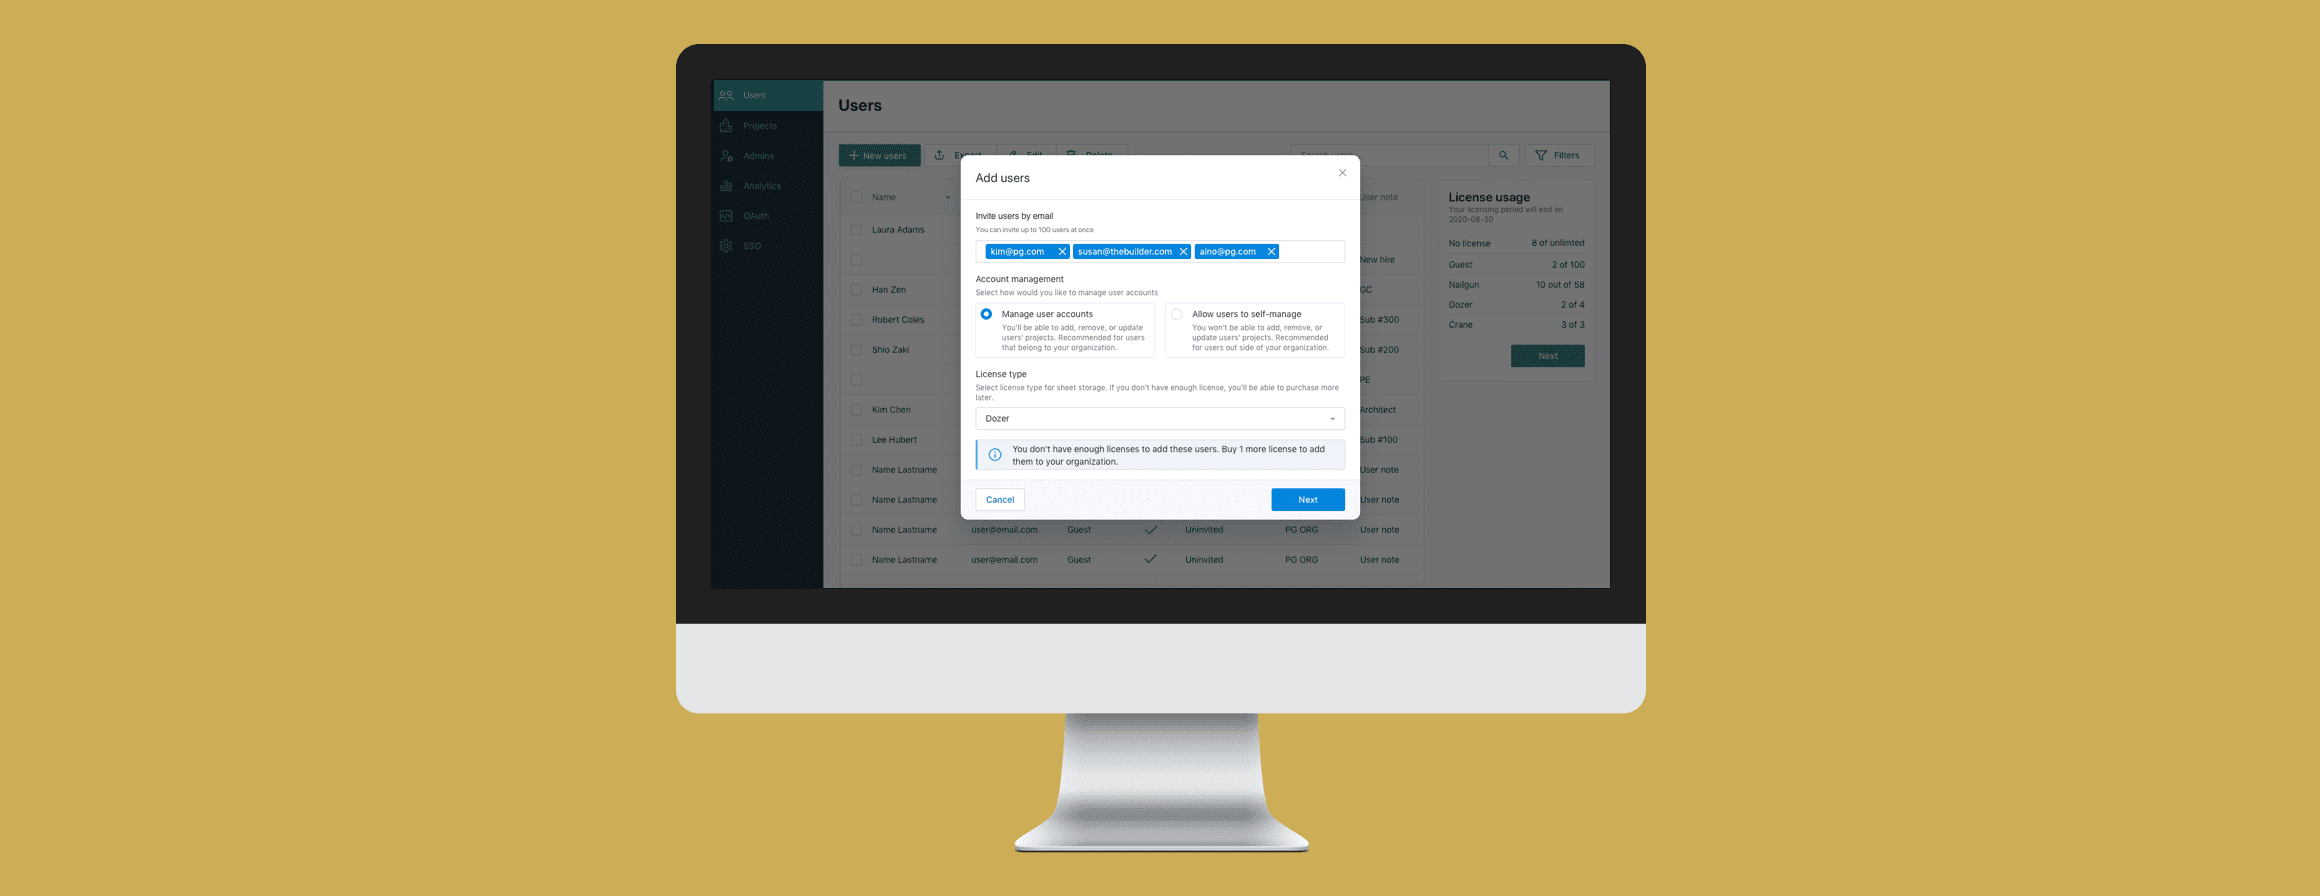 Users
Projects
Admins
Analytics
OAuth
SSO
Users
New users
Export
Edit
Delete
Search users
Filters
Name
User note
Laura Adams
New hire
Han Zen
GC
Robert Coles
Sub #300
Shio Zaki
Sub #200
PE
Kim Chen
Architect
Lee Hubert
Sub #100
Name Lastname
User note
Name Lastname
User note
Name Lastname user@email.com Guest Uninvited PG ORG User note
Name Lastname user@email.com Guest Uninvited PG ORG User note
License usage
Your licensing period will end on
2020-08-30
No license 8 of unlimted
Guest 2 of 100
Nailgun 10 out of 58
Dozer 2 of 4
Crane 3 of 3
Next
Add users
Invite users by email
You can invite up to 100 users at once
kim@pg.com susan@thebuilder.com aino@pg.com
Account management
Select how would you like to manage user accounts
Manage user accounts
You'll be able to add, remove, or update
users' projects. Recommended for users
that belong to your organization.
Allow users to self-manage
You won't be able to add, remove, or
update users' projects. Recommended
for users out side of your organization.
License type
Select license type for sheet storage. If you don't have enough license, you'll be able to purchase more
later.
Dozer
You don't have enough licenses to add these users. Buy 1 more license to add
them to your organization.
Cancel
Next